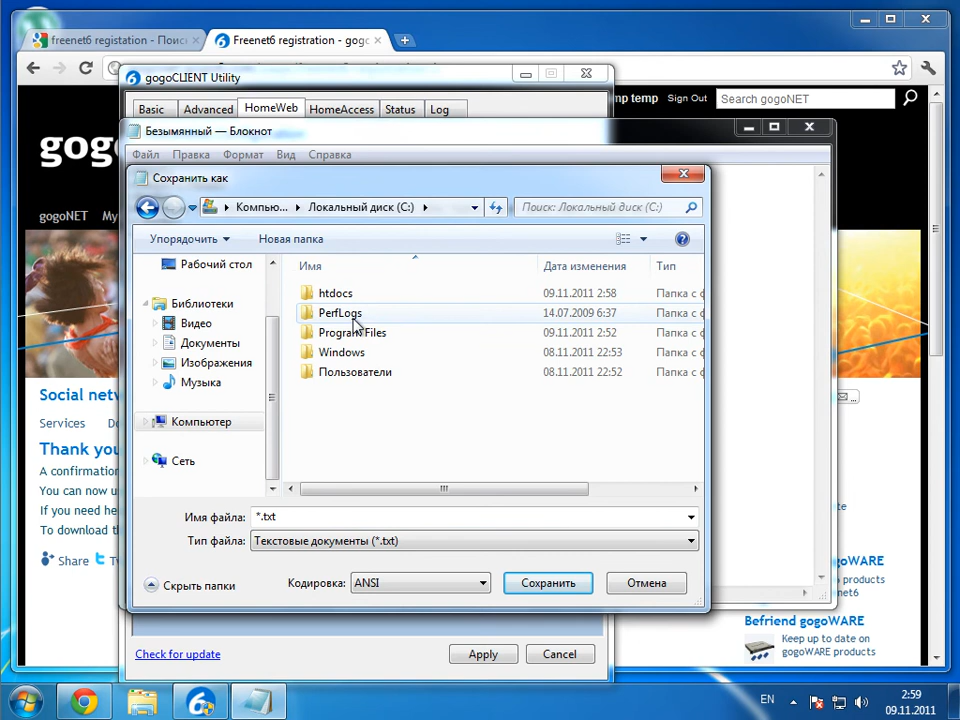 freenet6 registation - Поис
Freenet6 registration - gogo
gogoCLIENT Utility
Basic
Advanced
HomeWeb
HomeAccess
Status
Log
mp temp
Sign Out
Search gogoNET
Безымянный — Блокнот
Файл
Правка
Формат
Вид
Справка
gogo
Сохранить как
Компью...
Локальный диск (C:)
Поиск: Локальный диск (C:)
gogoNET
My
Упорядочить
Новая папка
Рабочий стол
Библиотеки
Видео
Документы
Изображения
Музыка
Компьютер
Сеть
Имя
Дата изменения
Тип
htdocs
09.11.2011 2:58
Папка с ф
PerfLogs
14.07.2009 6:37
Папка с ф
Program Files
09.11.2011 2:52
Папка с ф
Windows
08.11.2011 22:53
Папка с ф
Пользователи
08.11.2011 22:52
Папка с ф
Social netw
Services
Thank you
A confirmation
You can now u
If you need he
To download th
Share
Имя файла:
*.txt
Тип файла:
Текстовые документы (*.txt)
Скрыть папки
Кодировка:
ANSI
Сохранить
Отмена
Check for update
Apply
Cancel
oWARE
products
net6
Befriend gogoWARE
Keep up to date on
gogoWARE products
EN
2:59
09.11.2011